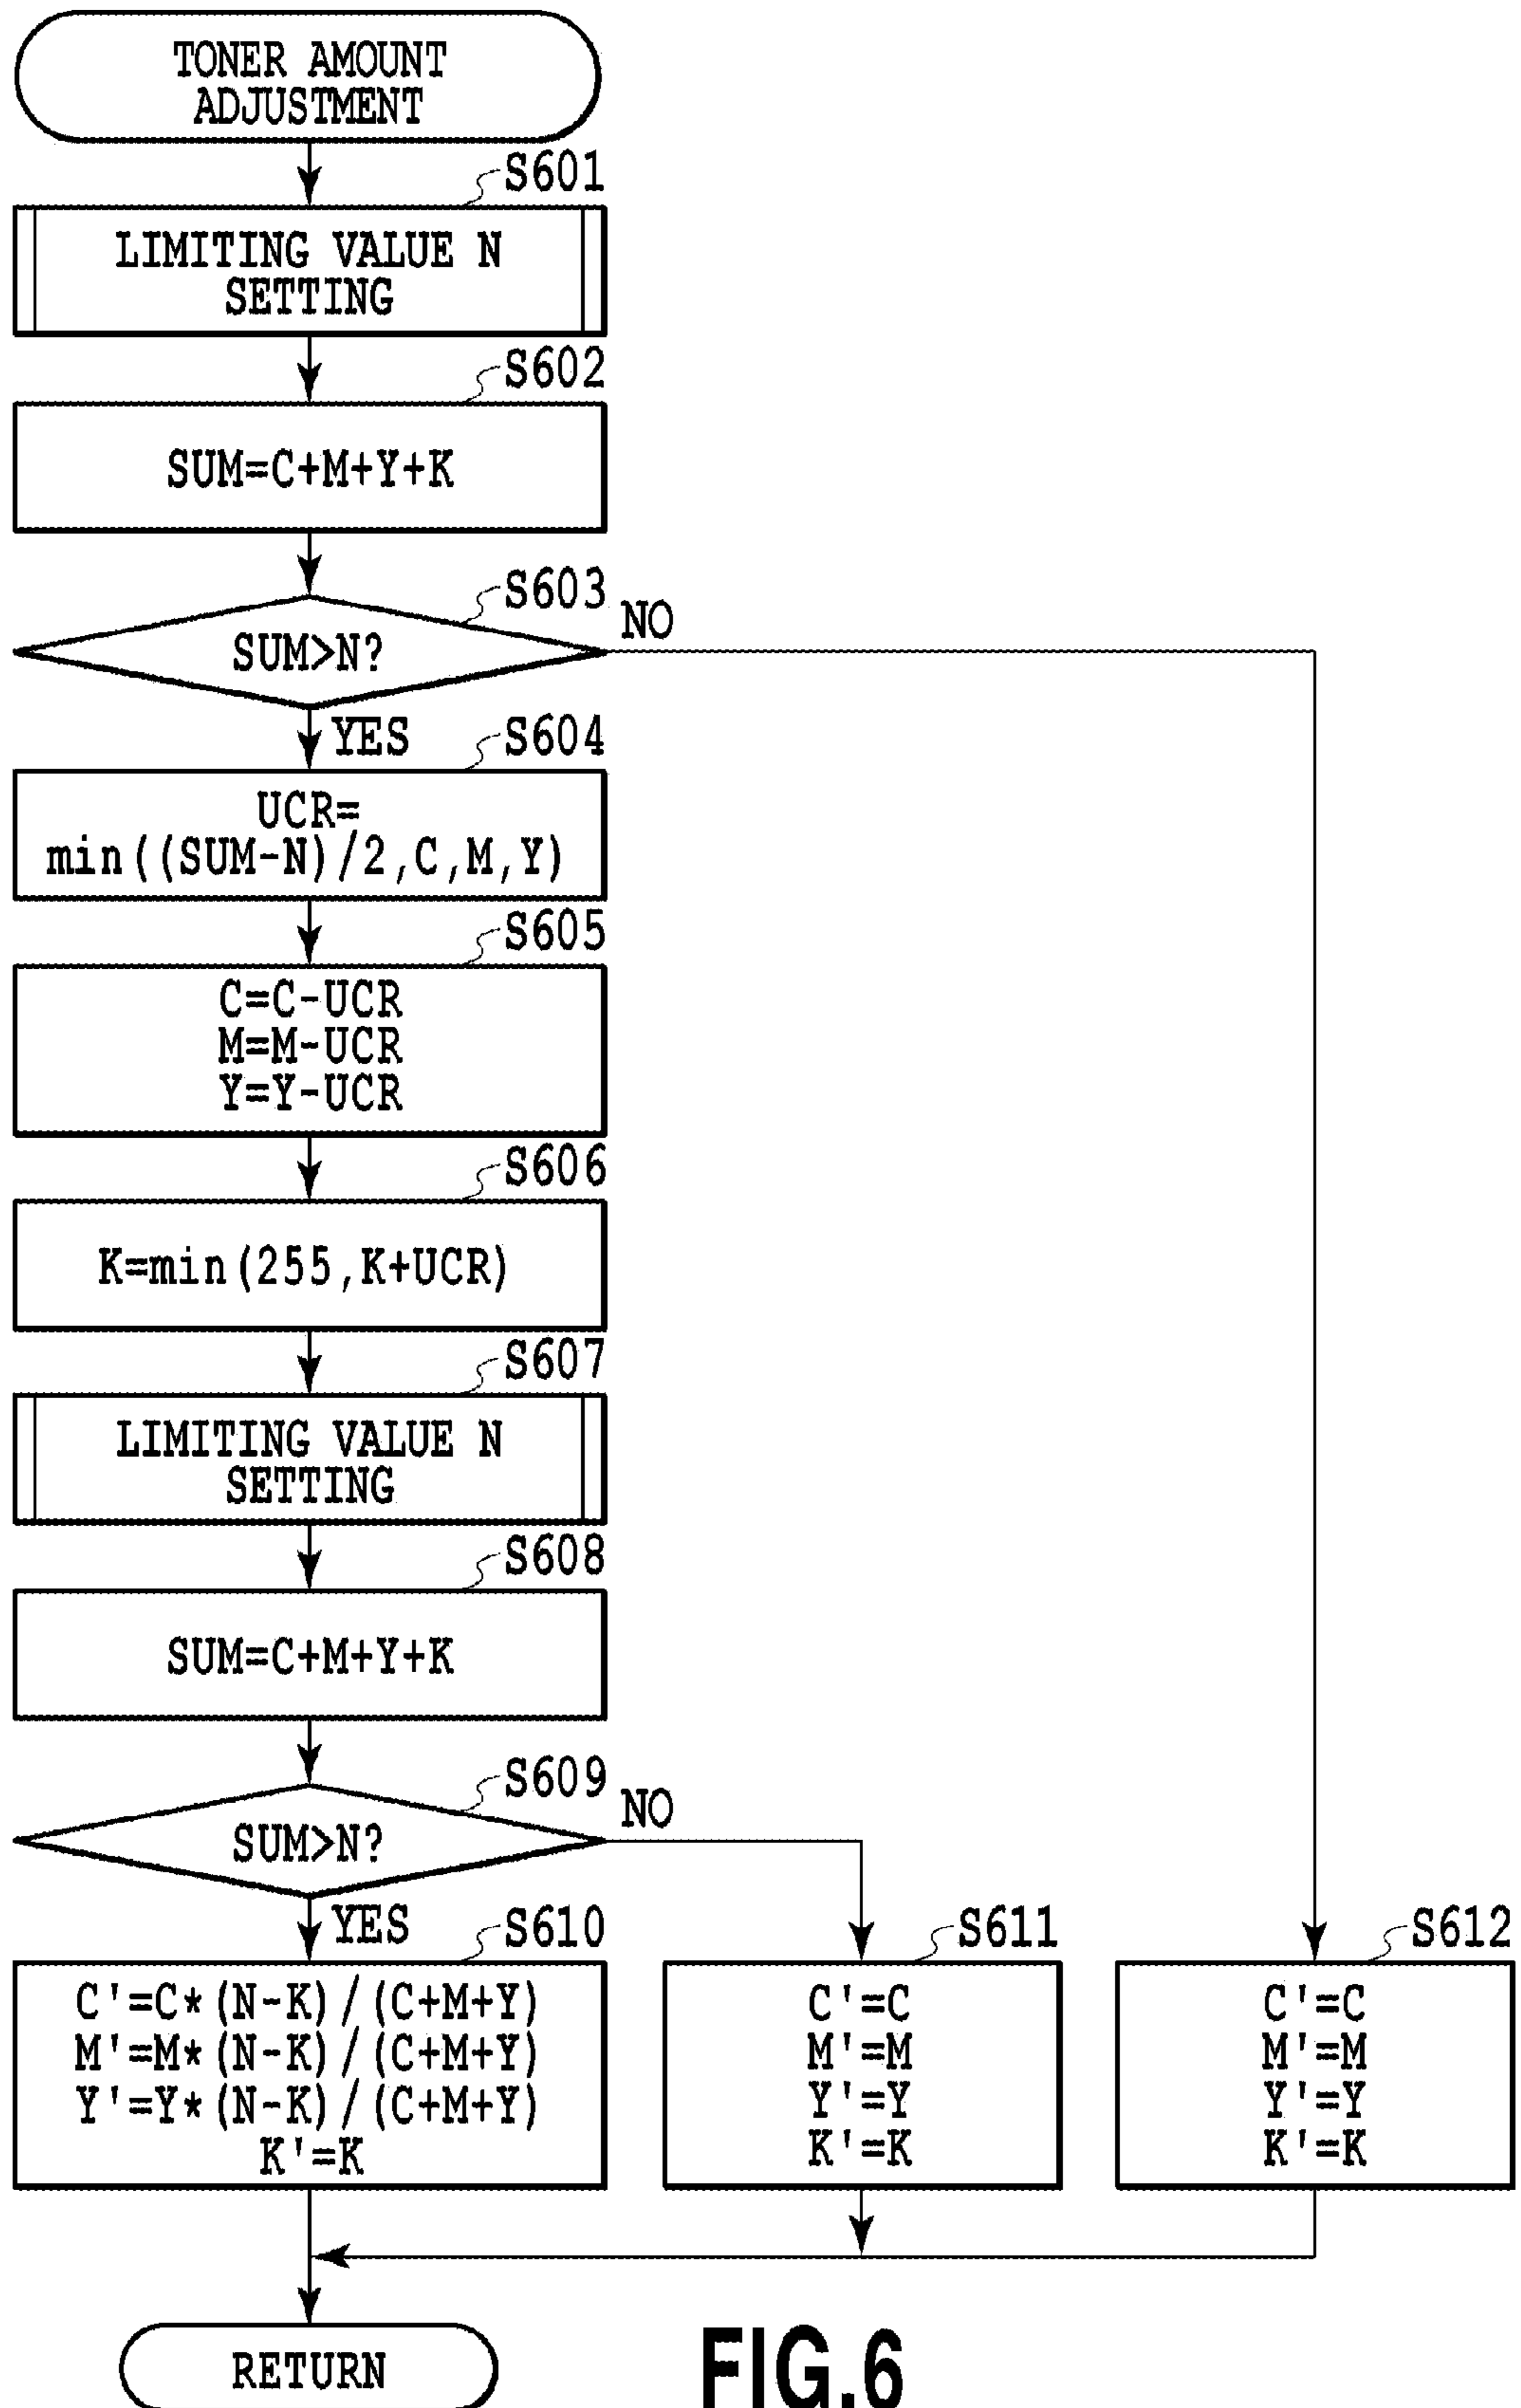 TONER AMOUNT
ADJUSTMENT
S601
LIMITING VALUE N
SETTING
S602
SUM=C+M+Y+K
S603
SUM>N?
NO
YES
S604
UCR=
min((SUM-N)/2,C,M,Y)
S605
C=C-UCR
M=M-UCR
Y=Y-UCR
S606
K=min(255,K+UCR)
S607
LIMITING VALUE N
SETTING
S608
SUM=C+M+Y+K
S609
SUM>N?
NO
YES
S610
C'=C*(N-K)/(C+M+Y)
M'=M*(N-K)/(C+M+Y)
Y'=Y*(N-K)/(C+M+Y)
K'=K
S611
C'=C
M'=M
Y'=Y
K'=K
S612
C'=C
M'=M
Y'=Y
K'=K
RETURN
FIG.6